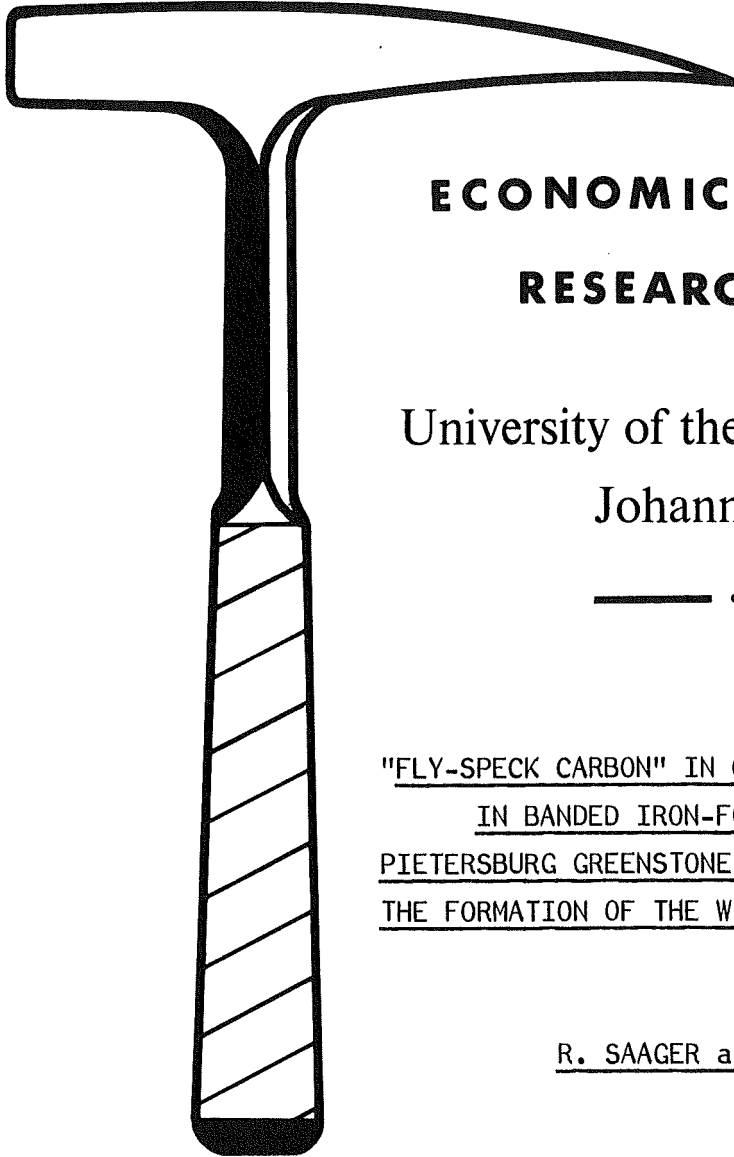 ECONOMIC
RESEARC
University of the
Johann
"FLY-SPECK CARBON" IN
IN BANDED IRON-F
PIETERSBURG GREENSTONE
THE FORMATION OF THE W
R. SAAGER a